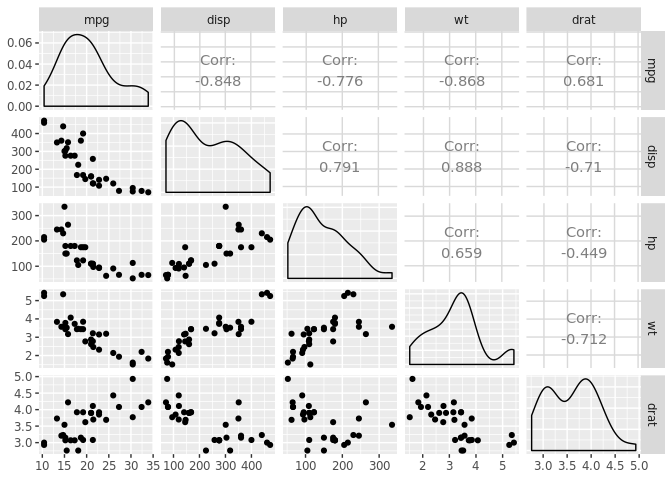 mpg disp hp wt drat
0.06 Corr: Corr: Corr: Corr: mpg
0.04
0.02 -0.848 -0.776 -0.868 0.681
0.00
400 Corr: Corr: Corr: disp
300
200 0.791 0.888 -0.71
100
300 Corr: Corr: hp
200 0.659 -0.449
100
5 Corr: wt
4
3 -0.712
2
5.0 drat
4.5
4.0
3.5
3.0
10 15 20 25 30 35 100 200 300 400 100 200 300 2 3 4 5 3.0 3.5 4.0 4.5 5.0